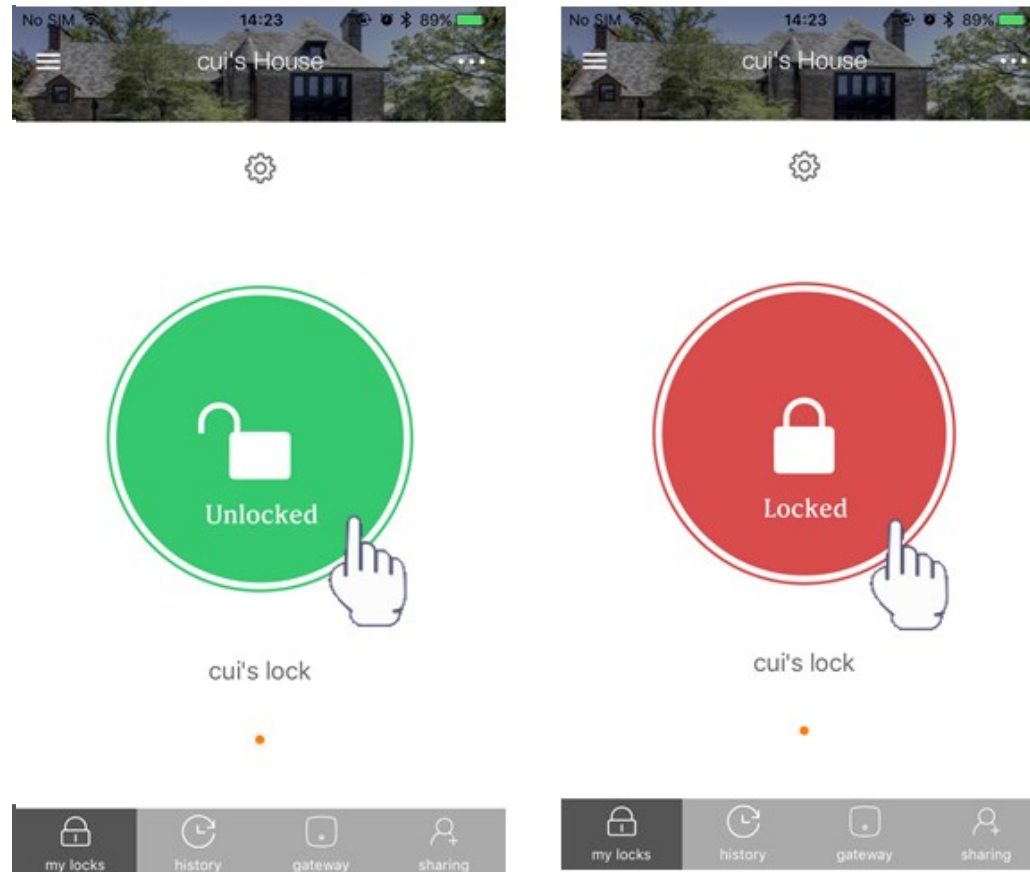 No SIM 14:23 89%
cui's House
Unlocked
cui's lock
my locks history gateway sharing
No SIM 14:23 89%
cui's House
Locked
cui's lock
my locks history gateway sharing